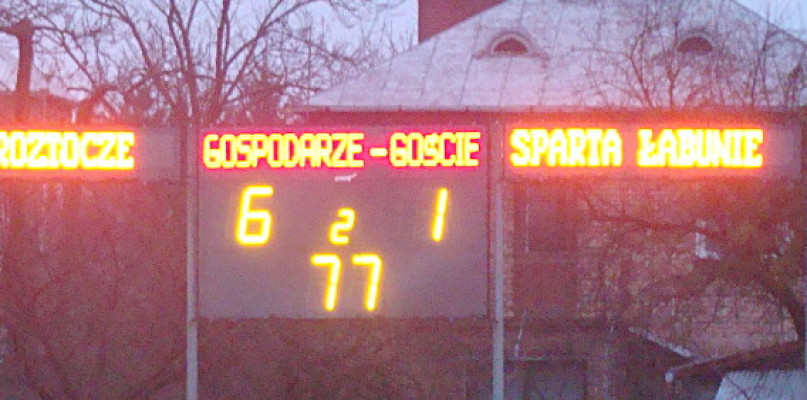 ROZTOCZE GOSPODARZE - GOŚCIE SPARTA ŁABUNIE
6 2 1
77